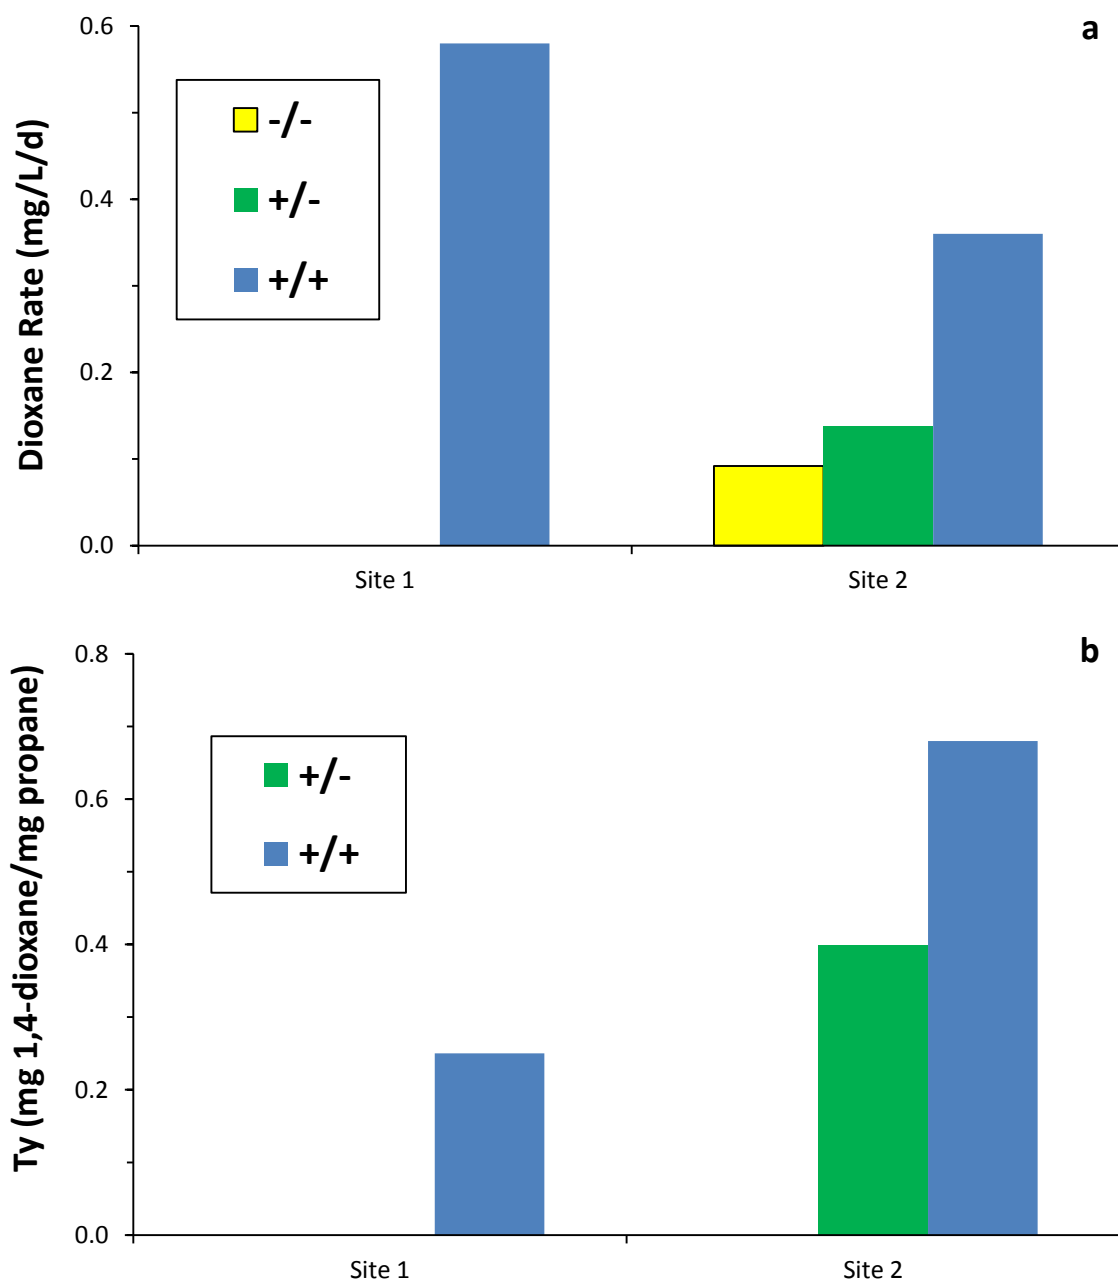 a
Dioxane Rate (mg/L/d)
0.6
0.4
0.2
0.0
-/-
+/-
+/+
Site 1
Site 2
b
Ty (mg 1,4-dioxane/mg propane)
0.8
0.6
0.4
0.2
0.0
+/-
+/+
Site 1
Site 2